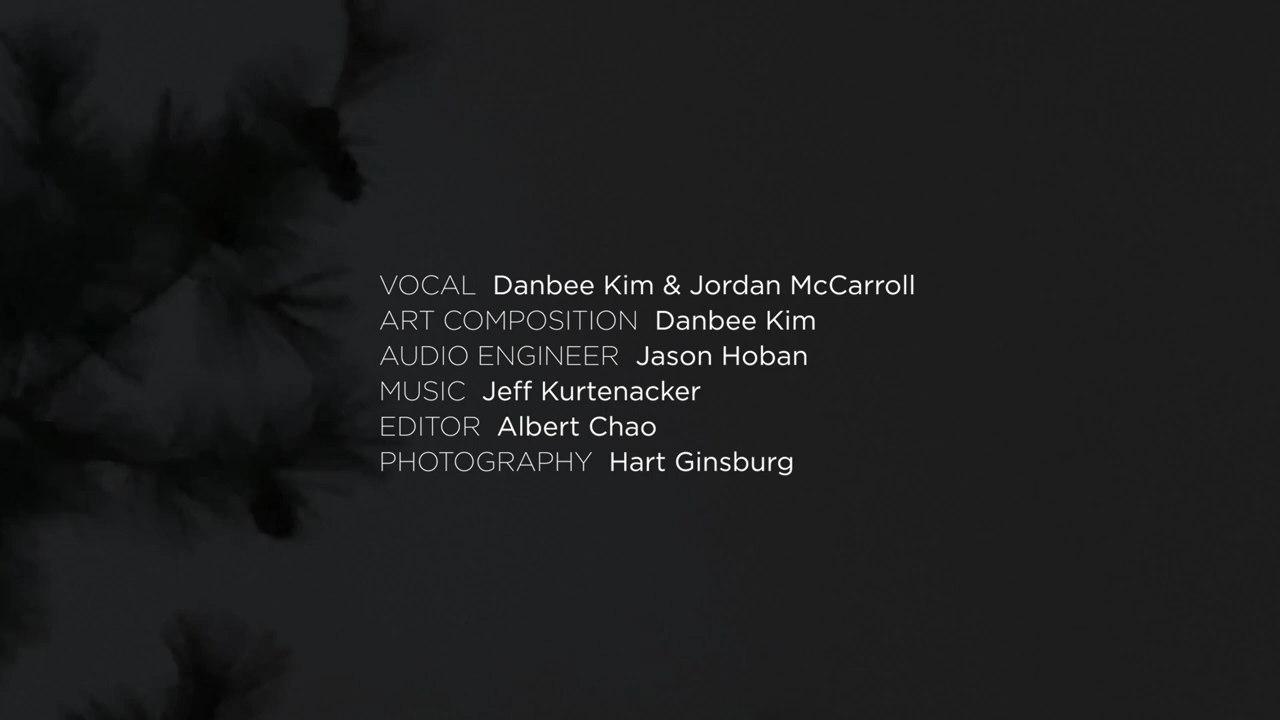 VOCAL Danbee Kim & Jordan McCarroll
ART COMPOSITION Danbee Kim
AUDIO ENGINEER Jason Hoban
MUSIC Jeff Kurtenacker
EDITOR Albert Chao
PHOTOGRAPHY Hart Ginsburg